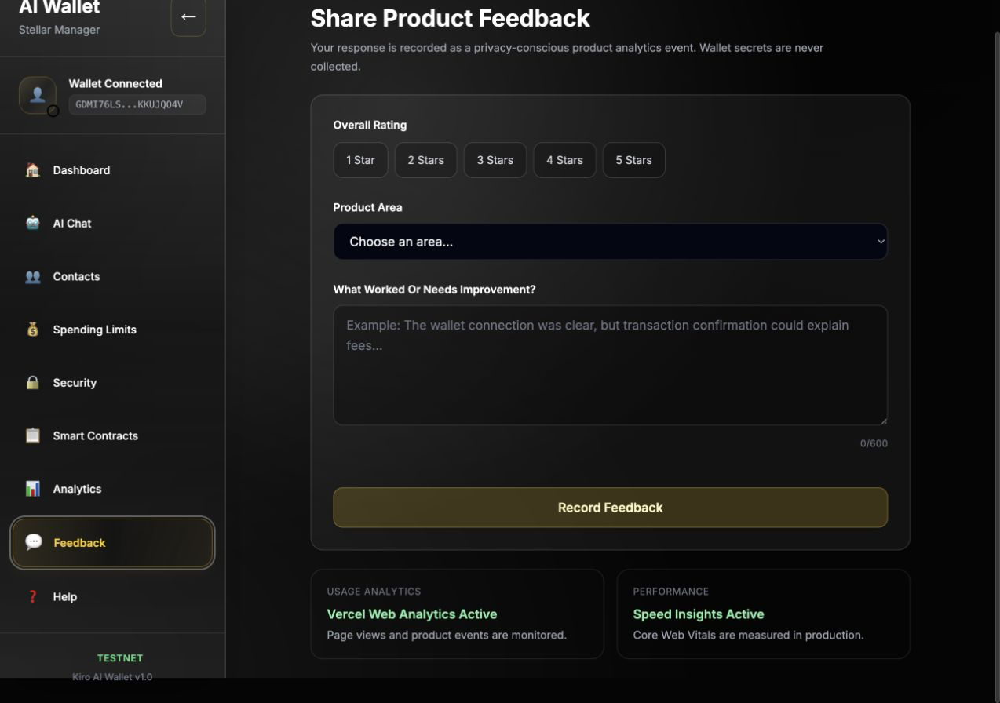 AI Wallet
Stellar Manager
←
Wallet Connected
GDMI76LS...KKUJQO4V
Dashboard
AI Chat
Contacts
Spending Limits
Security
Smart Contracts
Analytics
Feedback
Help
TESTNET
Kiro AI Wallet v1.0
Share Product Feedback
Your response is recorded as a privacy-conscious product analytics event. Wallet secrets are never
collected.
Overall Rating
1 Star
2 Stars
3 Stars
4 Stars
5 Stars
Product Area
Choose an area...
What Worked Or Needs Improvement?
Example: The wallet connection was clear, but transaction confirmation could explain
fees...
0/600
Record Feedback
USAGE ANALYTICS
Vercel Web Analytics Active
Page views and product events are monitored.
PERFORMANCE
Speed Insights Active
Core Web Vitals are measured in production.